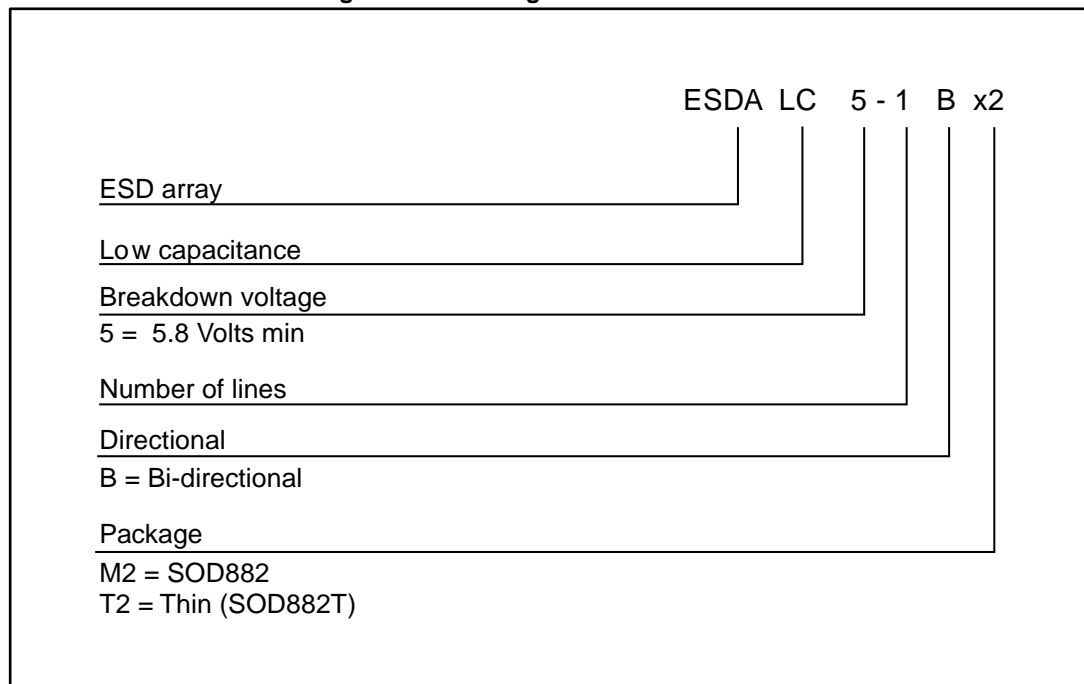 ESDA LC 5 - 1 B x2
ESD array
Low capacitance
Breakdown voltage
5 = 5.8 Volts min
Number of lines
Directional
B = Bi-directional
Package
M2 = SOD882
T2 = Thin (SOD882T)